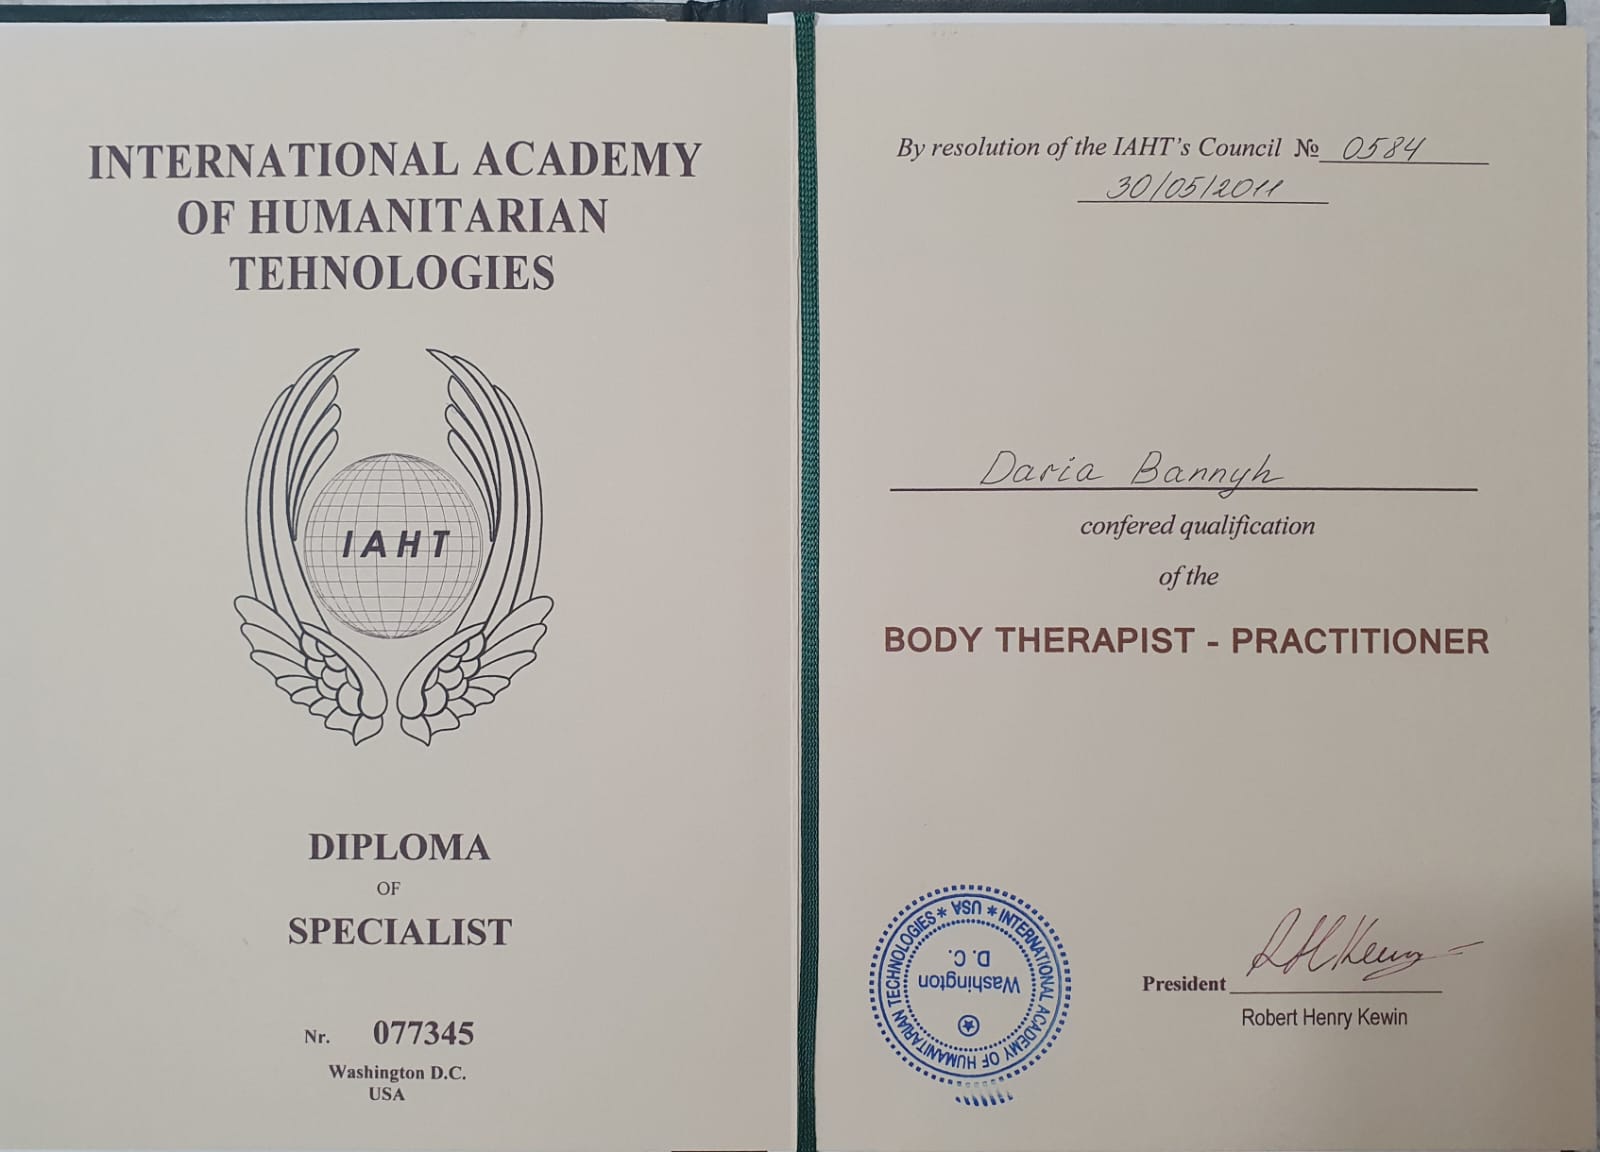 INTERNATIONAL ACADEMY
OF HUMANITARIAN
TEHNOLOGIES
IAHT
DIPLOMA
OF
SPECIALIST
Nr. 077345
Washington D.C.
USA
By resolution of the IAHT's Council № 0584
30/05/2011
Daria Bannyh
confered qualification
of the
BODY THERAPIST - PRACTITIONER
INTERNATIONAL ACADEMY OF HUMANITARIAN TECHNOLOGIES * USA *
Washington
D.C.
President RHKewin
Robert Henry Kewin